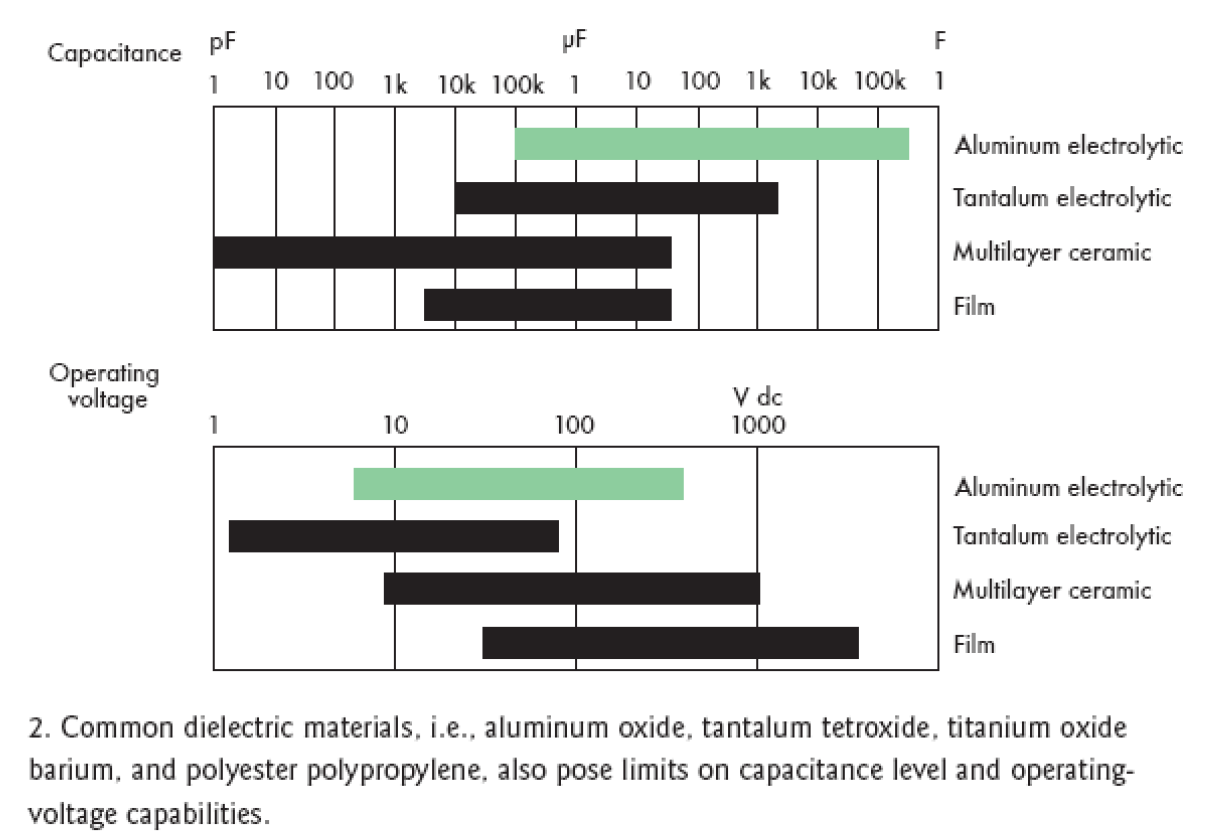 Capacitance pF µF F
1 10 100 1k 10k 100k 1 10 100 1k 10k 100k 1
Aluminum electrolytic
Tantalum electrolytic
Multilayer ceramic
Film
Operating
voltage
V dc
1 10 100 1000
Aluminum electrolytic
Tantalum electrolytic
Multilayer ceramic
Film
2. Common dielectric materials, i.e., aluminum oxide, tantalum tetroxide, titanium oxide
barium, and polyester polypropylene, also pose limits on capacitance level and operating-
voltage capabilities.